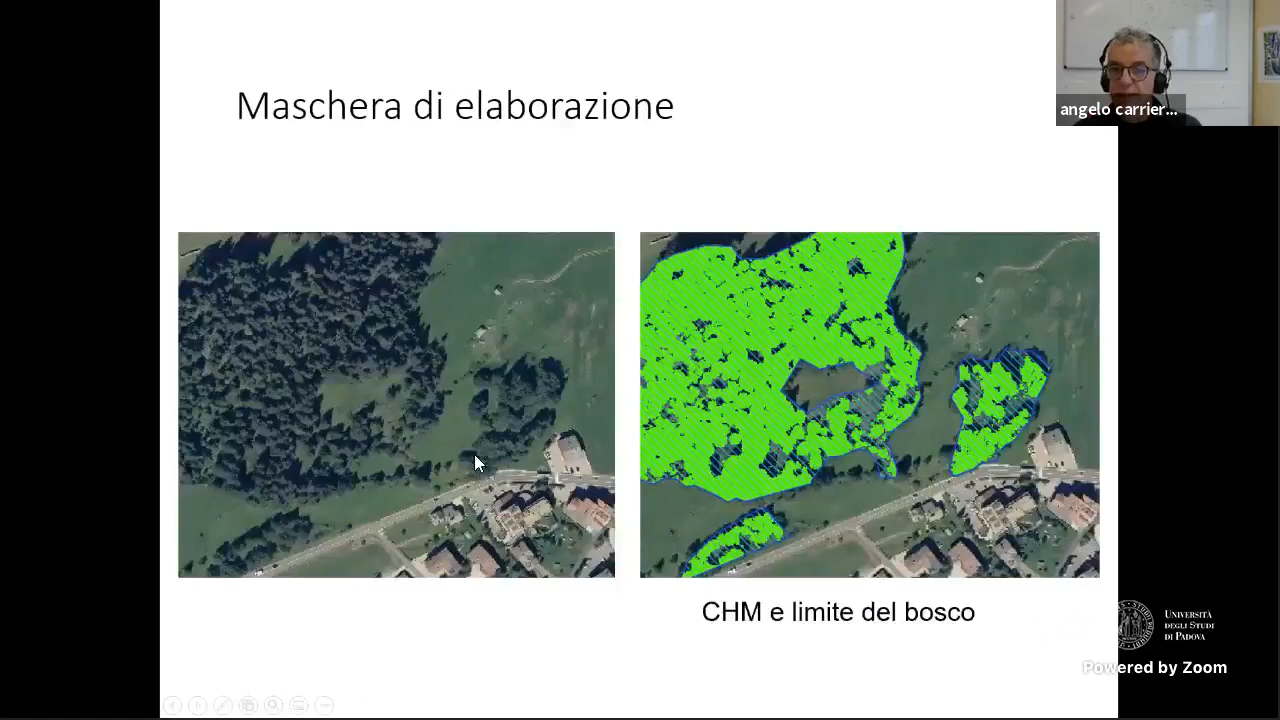 Maschera di elaborazione
angelo carrier...
CHM e limite del bosco
UNIVERSITÀ
DEGLI STUDI
DI PADOVA
Powered by Zoom